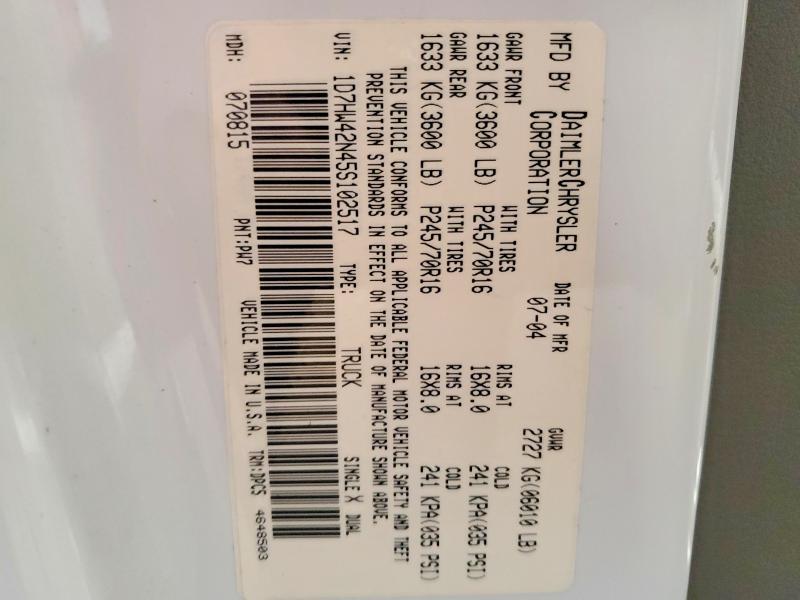 MFD BY DAIMLERCHRYSLER CORPORATION
DATE OF MFR 07-04
GVWR 2727 KG(06010 LB)
GAWR FRONT WITH TIRES RIMS AT COLD
1633 KG(3600 LB) P245/70R16 16X8.0 241 KPA(035 PSI)
GAWR REAR WITH TIRES RIMS AT COLD
1633 KG(3600 LB) P245/70R16 16X8.0 241 KPA(035 PSI)
THIS VEHICLE CONFORMS TO ALL APPLICABLE FEDERAL MOTOR VEHICLE SAFETY AND THEFT
PREVENTION STANDARDS IN EFFECT ON THE DATE OF MANUFACTURE SHOWN ABOVE.
VIN: 1D7HW42N45S102517 TYPE: TRUCK SINGLE X DUAL
MDH: 070815 PNT:PW7 VEHICLE MADE IN U.S.A. TRM:DPCS 4648503